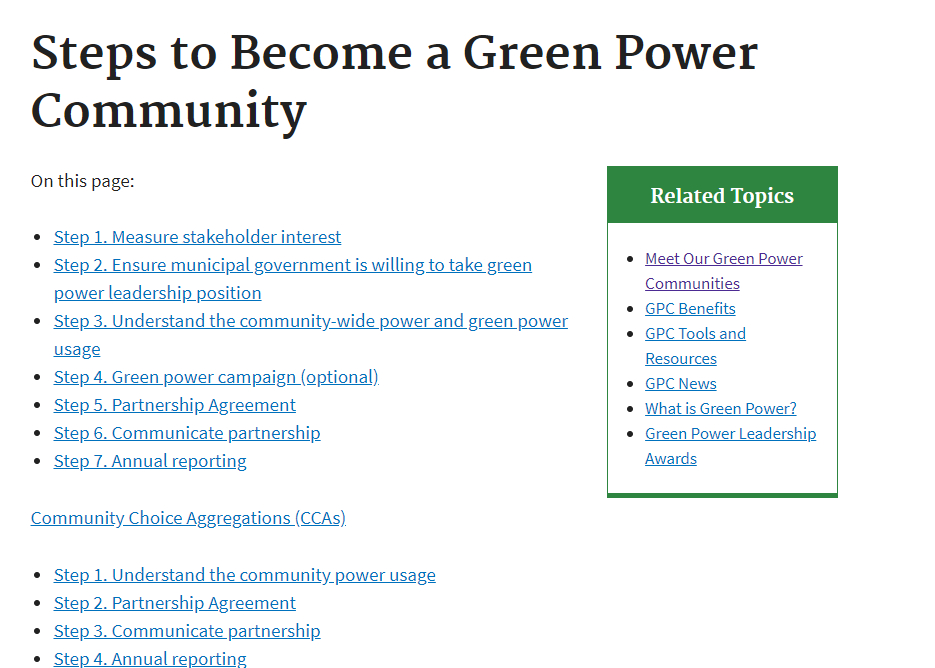 Steps to Become a Green Power
Community
On this page:
Step 1. Measure stakeholder interest
Step 2. Ensure municipal government is willing to take green
power leadership position
Step 3. Understand the community-wide power and green power
usage
Step 4. Green power campaign (optional)
Step 5. Partnership Agreement
Step 6. Communicate partnership
Step 7. Annual reporting
Community Choice Aggregations (CCAs)
Step 1. Understand the community power usage
Step 2. Partnership Agreement
Step 3. Communicate partnership
Step 4. Annual reporting
Related Topics
Meet Our Green Power
Communities
GPC Benefits
GPC Tools and
Resources
GPC News
What is Green Power?
Green Power Leadership
Awards